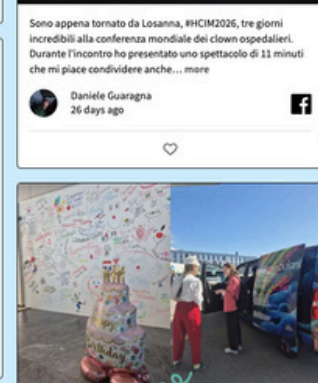 Sono appena tornato da Losanna, #HCIM2026, tre giorni
incredibili alla conferenza mondiale dei clown ospedalieri.
Durante l'incontro ho presentato uno spettacolo di 11 minuti
che mi piace condividere anche… more
Daniele Guaragna
26 days ago
Birthday